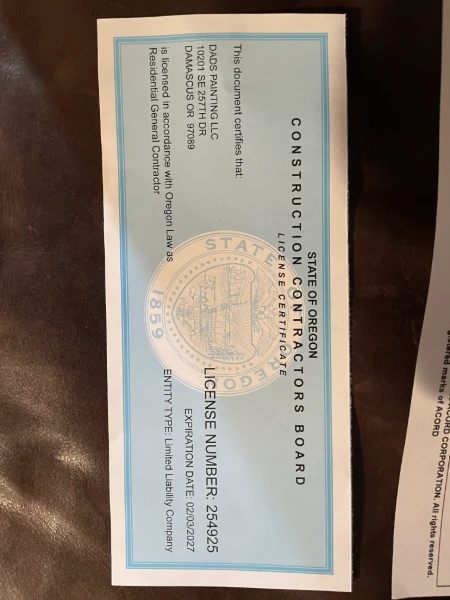 STATE OF OREGON
CONSTRUCTION CONTRACTORS BOARD
LICENSE CERTIFICATE
This document certifies that:
DADS PAINTING LLC
10201 SE 257TH DR
DAMASCUS OR 97089
is licensed in accordance with Oregon Law as
Residential General Contractor
LICENSE NUMBER: 254925
EXPIRATION DATE: 02/03/2027
ENTITY TYPE: Limited Liability Company
STATE OF OREGON
1859
marks of ACORD
ACORD CORPORATION. All rights reserved.